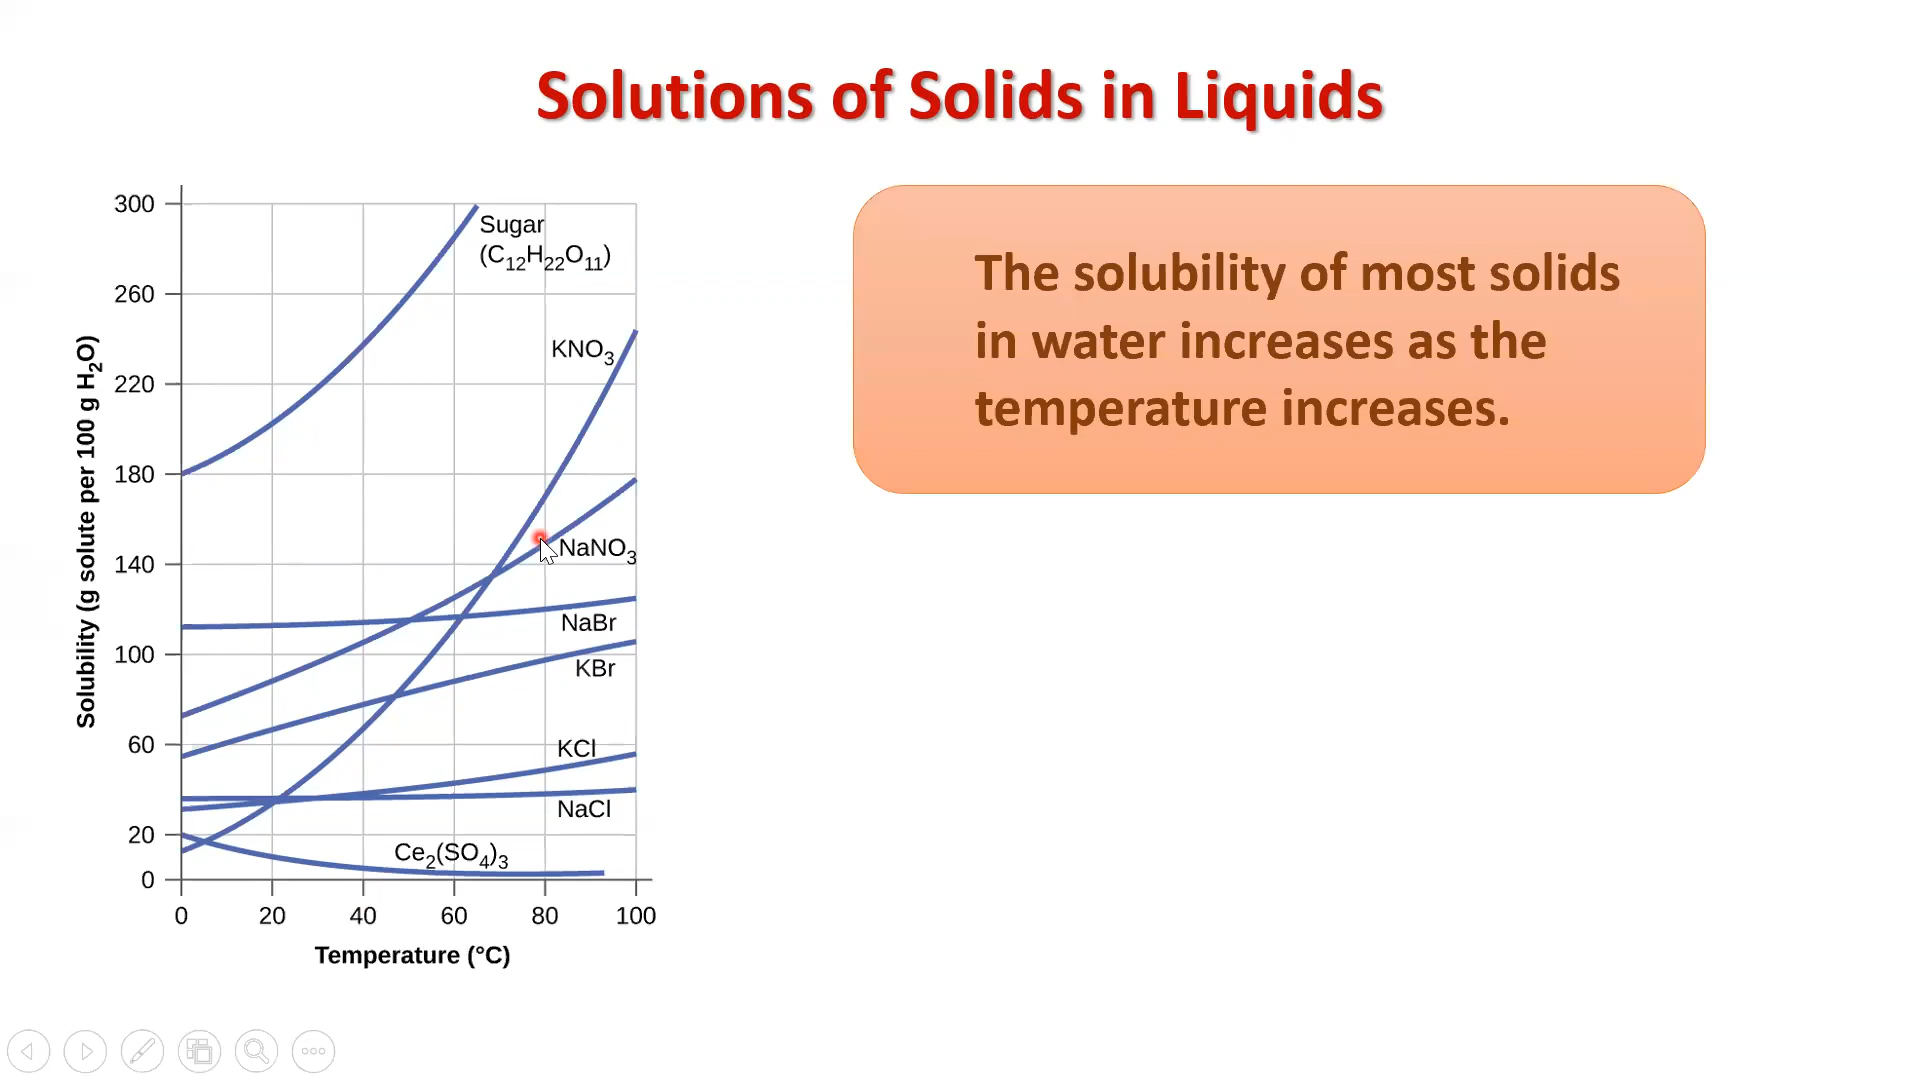 Solutions of Solids in Liquids
300
260
220
180
140
100
60
20
0
Solubility (g solute per 100 g H₂O)
Sugar
(C₁₂H₂₂O₁₁)
KNO₃
NaNO₃
NaBr
KBr
KCl
NaCl
Ce₂(SO₄)₃
0 20 40 60 80 100
Temperature (°C)
The solubility of most solids
in water increases as the
temperature increases.